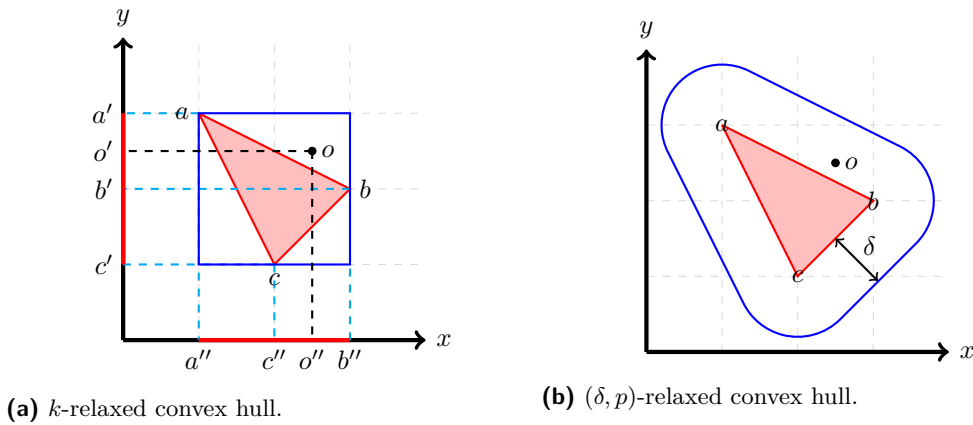 y
a
a′
o′
o
b′
b
c′
c
x
a′′ c′′ o′′ b′′
(a) k-relaxed convex hull.
y
a
o
b
δ
c
x
(b) (δ, p)-relaxed convex hull.